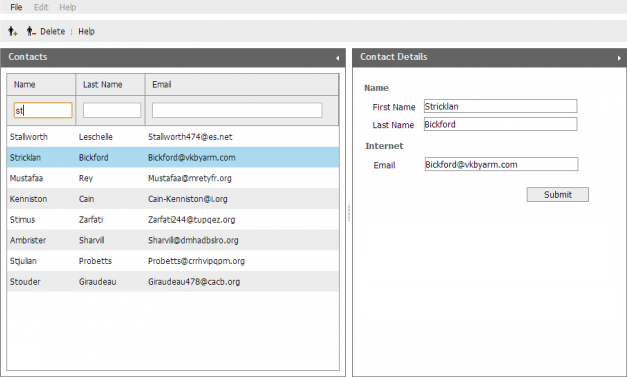 File Edit Help
Delete Help
Contacts
Name Last Name Email
st
Stallworth Leschelle Stallworth474@es.net
Stricklan Bickford Bickford@vkbyarm.com
Mustafaa Rey Mustafaa@mretyfr.org
Kenniston Cain Cain-Kenniston@i.org
Stimus Zarfati Zarfati244@tupqez.org
Ambrister Sharvill Sharvill@dmhadbslro.org
Stjulian Probetts Probetts@crrhvipqpm.org
Stouder Giraudeau Giraudeau478@cacb.org
Contact Details
Name
First Name Stricklan
Last Name Bickford
Internet
Email Bickford@vkbyarm.com
Submit